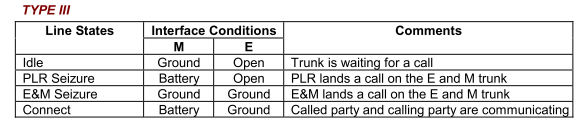 TYPE III
Line States Interface Conditions Comments
M E
Idle Ground Open Trunk is waiting for a call
PLR Seizure Battery Open PLR lands a call on the E and M trunk
E&M Seizure Ground Ground E&M lands a call on the E and M trunk
Connect Battery Ground Called party and calling party are communicating